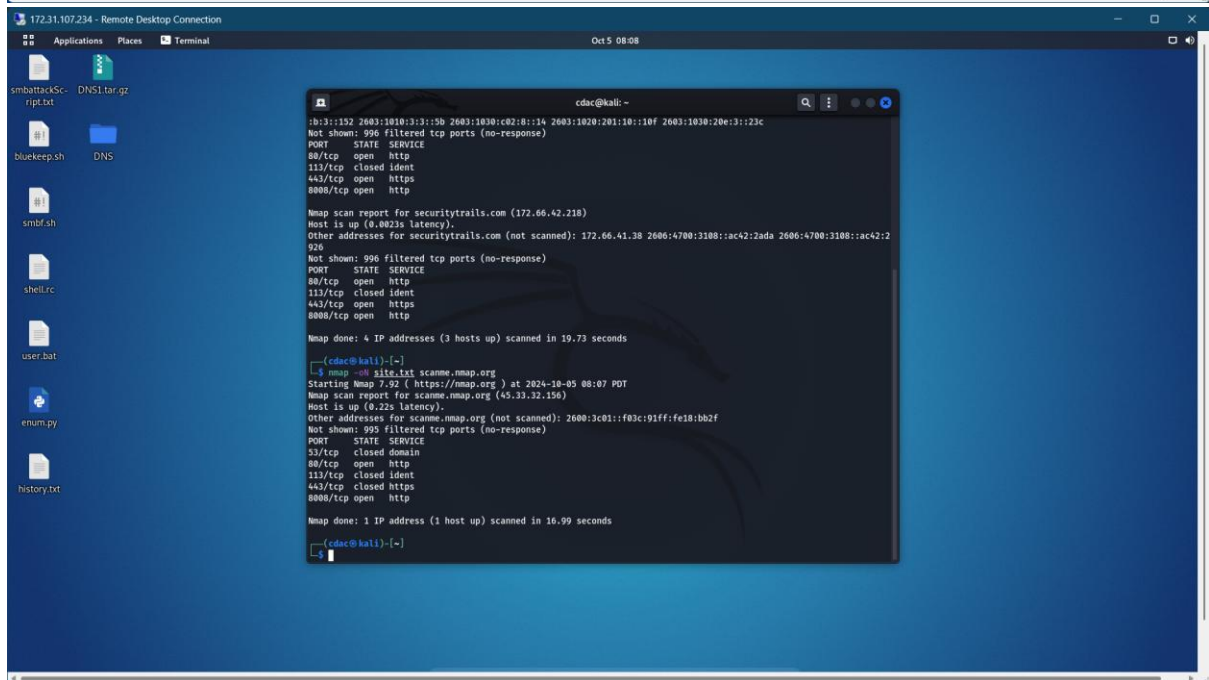 172.31.107.234 - Remote Desktop Connection
Applications Places Terminal Oct 5 08:08
smbattackSc-
ript.txt
DNS1.tar.gz
bluekeep.sh
DNS
smbf.sh
shell.rc
user.bat
enum.py
history.txt
cdac@kali: ~
:b:3::152 2603:1010:3:3::5b 2603:1030:c02:8::14 2603:1020:201:10::10f 2603:1030:20e:3::23c
Not shown: 996 filtered tcp ports (no-response)
PORT     STATE  SERVICE
80/tcp   open   http
113/tcp  closed ident
443/tcp  open   https
8008/tcp open   http
Nmap scan report for securitytrails.com (172.66.42.218)
Host is up (0.0023s latency).
Other addresses for securitytrails.com (not scanned): 172.66.41.38 2606:4700:3108::ac42:2ada 2606:4700:3108::ac42:2
926
Not shown: 996 filtered tcp ports (no-response)
PORT     STATE  SERVICE
80/tcp   open   http
113/tcp  closed ident
443/tcp  open   https
8008/tcp open   http
Nmap done: 4 IP addresses (3 hosts up) scanned in 19.73 seconds
(cdac㉿kali)-[~]
$ nmap -oN site.txt scanme.nmap.org
Starting Nmap 7.92 ( https://nmap.org ) at 2024-10-05 08:07 PDT
Nmap scan report for scanme.nmap.org (45.33.32.156)
Host is up (0.22s latency).
Other addresses for scanme.nmap.org (not scanned): 2600:3c01::f03c:91ff:fe18:bb2f
Not shown: 995 filtered tcp ports (no-response)
PORT     STATE  SERVICE
53/tcp   closed domain
80/tcp   open   http
113/tcp  closed ident
443/tcp  closed https
8008/tcp open   http
Nmap done: 1 IP address (1 host up) scanned in 16.99 seconds
(cdac㉿kali)-[~]
$